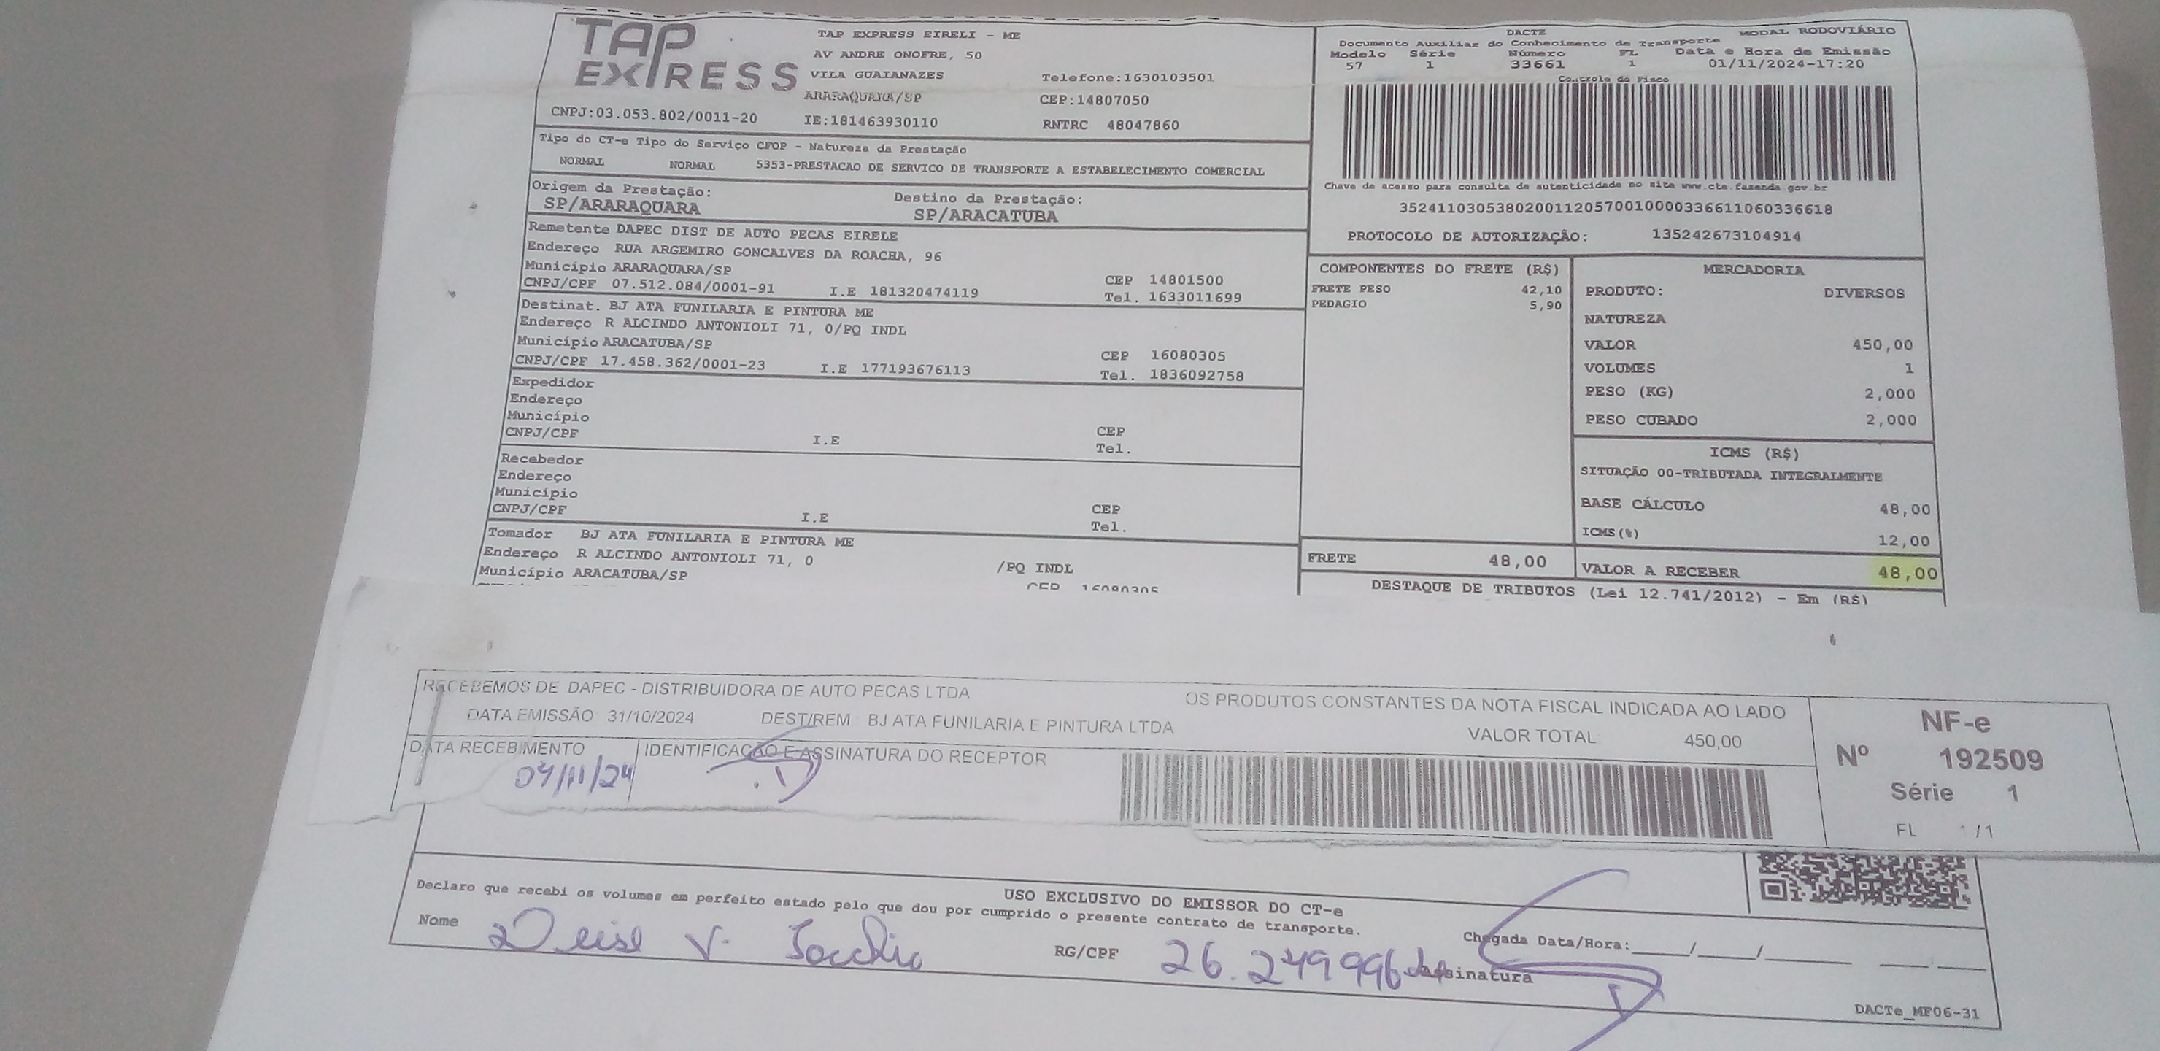 TAP EXPRESS
TAP EXPRESS EIRELI - ME
AV ANDRE ONOFRE, 50
VILA GUAIANAZES Telefone:1630103501
ARARAQUARA/SP CEP:14807050
CNPJ:03.053.802/0011-20 IE:181463930110 RNTRC 48047860
Tipo do CT-e Tipo do Serviço CFOP - Natureza da Prestação
NORMAL NORMAL 5353-PRESTACAO DE SERVICO DE TRANSPORTE A ESTABELECIMENTO COMERCIAL
Origem da Prestação: Destino da Prestação:
SP/ARARAQUARA SP/ARACATUBA
Remetente DAPEC DIST DE AUTO PECAS EIRELE
Endereço RUA ARGEMIRO GONCALVES DA ROACHA, 96
Município ARARAQUARA/SP CEP 14801500
CNPJ/CPF 07.512.084/0001-91 I.E 181320474119 Tel. 1633011699
Destinat. BJ ATA FUNILARIA E PINTURA ME
Endereço R ALCINDO ANTONIOLI 71, 0/PQ INDL
Município ARACATUBA/SP CEP 16080305
CNPJ/CPF 17.458.362/0001-23 I.E 177193676113 Tel. 1836092758
Expedidor
Endereço
Município CEP
CNPJ/CPF I.E Tel.
Recebedor
Endereço
Município CEP
CNPJ/CPF I.E Tel.
Tomador BJ ATA FUNILARIA E PINTURA ME
Endereço R ALCINDO ANTONIOLI 71, 0 /PQ INDL
Município ARACATUBA/SP CEP 16080305
DACTE MODAL RODOVIÁRIO
Documento Auxiliar do Conhecimento de Transporte
Modelo Série Número FL Data e Hora de Emissão
57 1 33661 1 01/11/2024-17:20
Controle do Fisco
Chave de acesso para consulta de autenticidade no site www.cte.fazenda.gov.br
35241103053802001120570010000336611060336618
PROTOCOLO DE AUTORIZAÇÃO: 135242673104914
COMPONENTES DO FRETE (R$)
FRETE PESO 42,10
PEDAGIO 5,90
MERCADORIA
PRODUTO: DIVERSOS
NATUREZA
VALOR 450,00
VOLUMES 1
PESO (KG) 2,000
PESO CUBADO 2,000
ICMS (R$)
SITUAÇÃO 00-TRIBUTADA INTEGRALMENTE
BASE CÁLCULO 48,00
ICMS(%) 12,00
FRETE 48,00 VALOR A RECEBER 48,00
DESTAQUE DE TRIBUTOS (Lei 12.741/2012) - Em (R$)
RECEBEMOS DE DAPEC - DISTRIBUIDORA DE AUTO PECAS LTDA OS PRODUTOS CONSTANTES DA NOTA FISCAL INDICADA AO LADO
DATA EMISSÃO 31/10/2024 DEST/REM BJ ATA FUNILARIA E PINTURA LTDA VALOR TOTAL 450,00
DATA RECEBIMENTO IDENTIFICAÇÃO E ASSINATURA DO RECEPTOR
04/11/24
NF-e
Nº 192509
Série 1
FL 1/1
USO EXCLUSIVO DO EMISSOR DO CT-e
Declaro que recebi os volumes em perfeito estado pelo que dou por cumprido o presente contrato de transporte.
Nome RG/CPF 26.249996 Assinatura
Chegada Data/Hora:____/____/____ ___ ___
DACTe_MF06-31